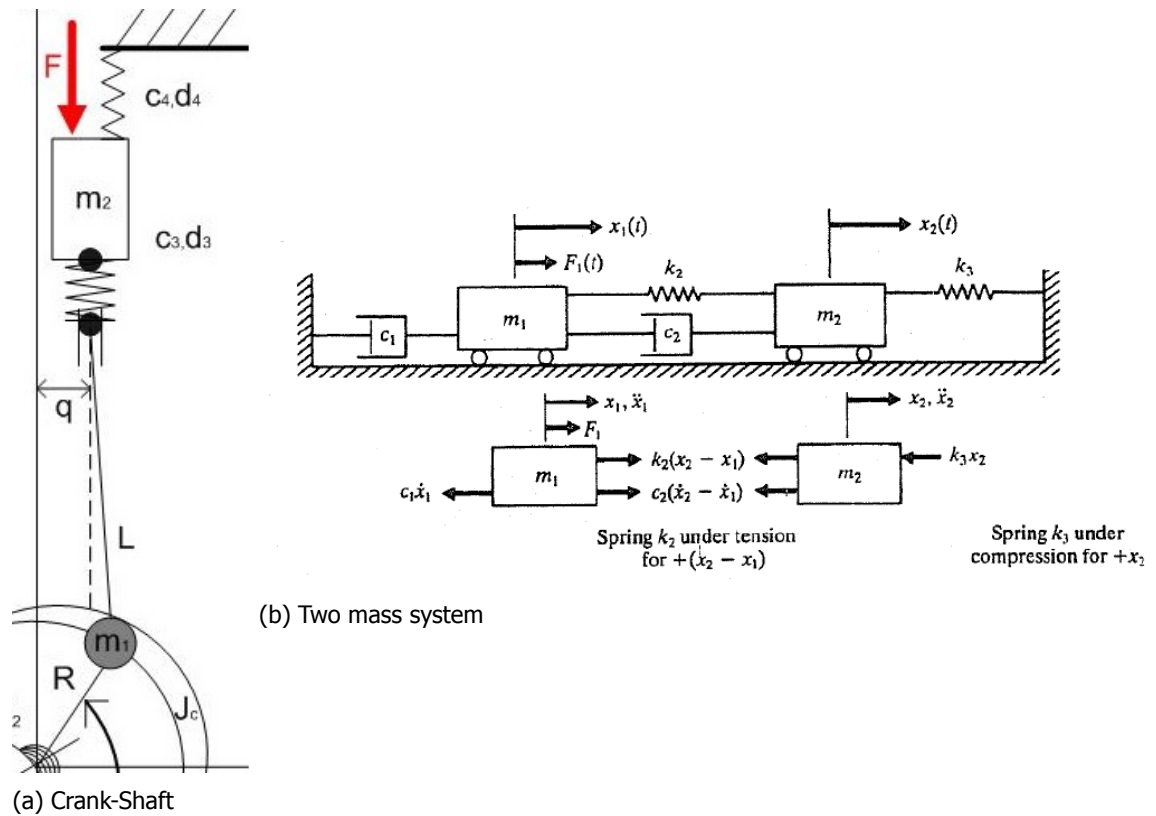 F
c₄,d₄
m₂
c₃,d₃
q
L
m₁
R
J꜀
₂
(a) Crank-Shaft
x₁(t)
x₂(t)
F₁(t)
k₂
k₃
c₁
m₁
c₂
m₂
x₁, ẍ₁
x₂, ẍ₂
F₁
m₁
k₂(x₂ − x₁)
m₂
k₃x₂
c₁ẋ₁
c₂(ẋ₂ − ẋ₁)
Spring k₂ under tension
for +(x₂ − x₁)
Spring k₃ under
compression for +x₂
(b) Two mass system